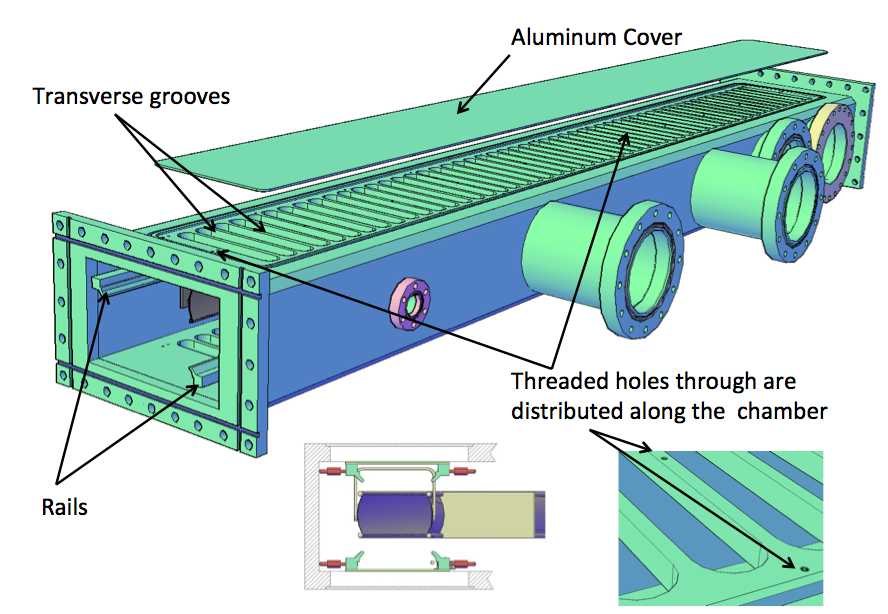 Aluminum Cover
Transverse grooves
Threaded holes through are
distributed along the chamber
Rails